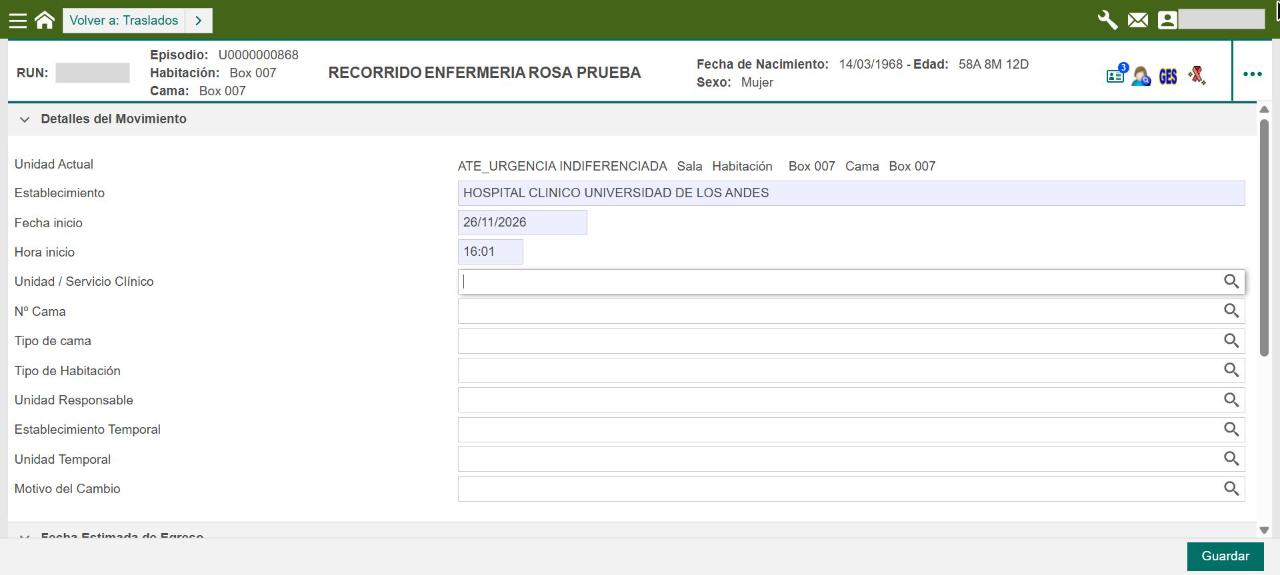 Volver a: Traslados
RUN:
Episodio: U0000000868
Habitación: Box 007
Cama: Box 007
RECORRIDO ENFERMERIA ROSA PRUEBA
Fecha de Nacimiento: 14/03/1968 - Edad: 58A 8M 12D
Sexo: Mujer
3
GES
Detalles del Movimiento
Unidad Actual ATE_URGENCIA INDIFERENCIADA Sala Habitación Box 007 Cama Box 007
Establecimiento HOSPITAL CLINICO UNIVERSIDAD DE LOS ANDES
Fecha inicio 26/11/2026
Hora inicio 16:01
Unidad / Servicio Clínico
Nº Cama
Tipo de cama
Tipo de Habitación
Unidad Responsable
Establecimiento Temporal
Unidad Temporal
Motivo del Cambio
Fecha Estimada de Egreso
Guardar